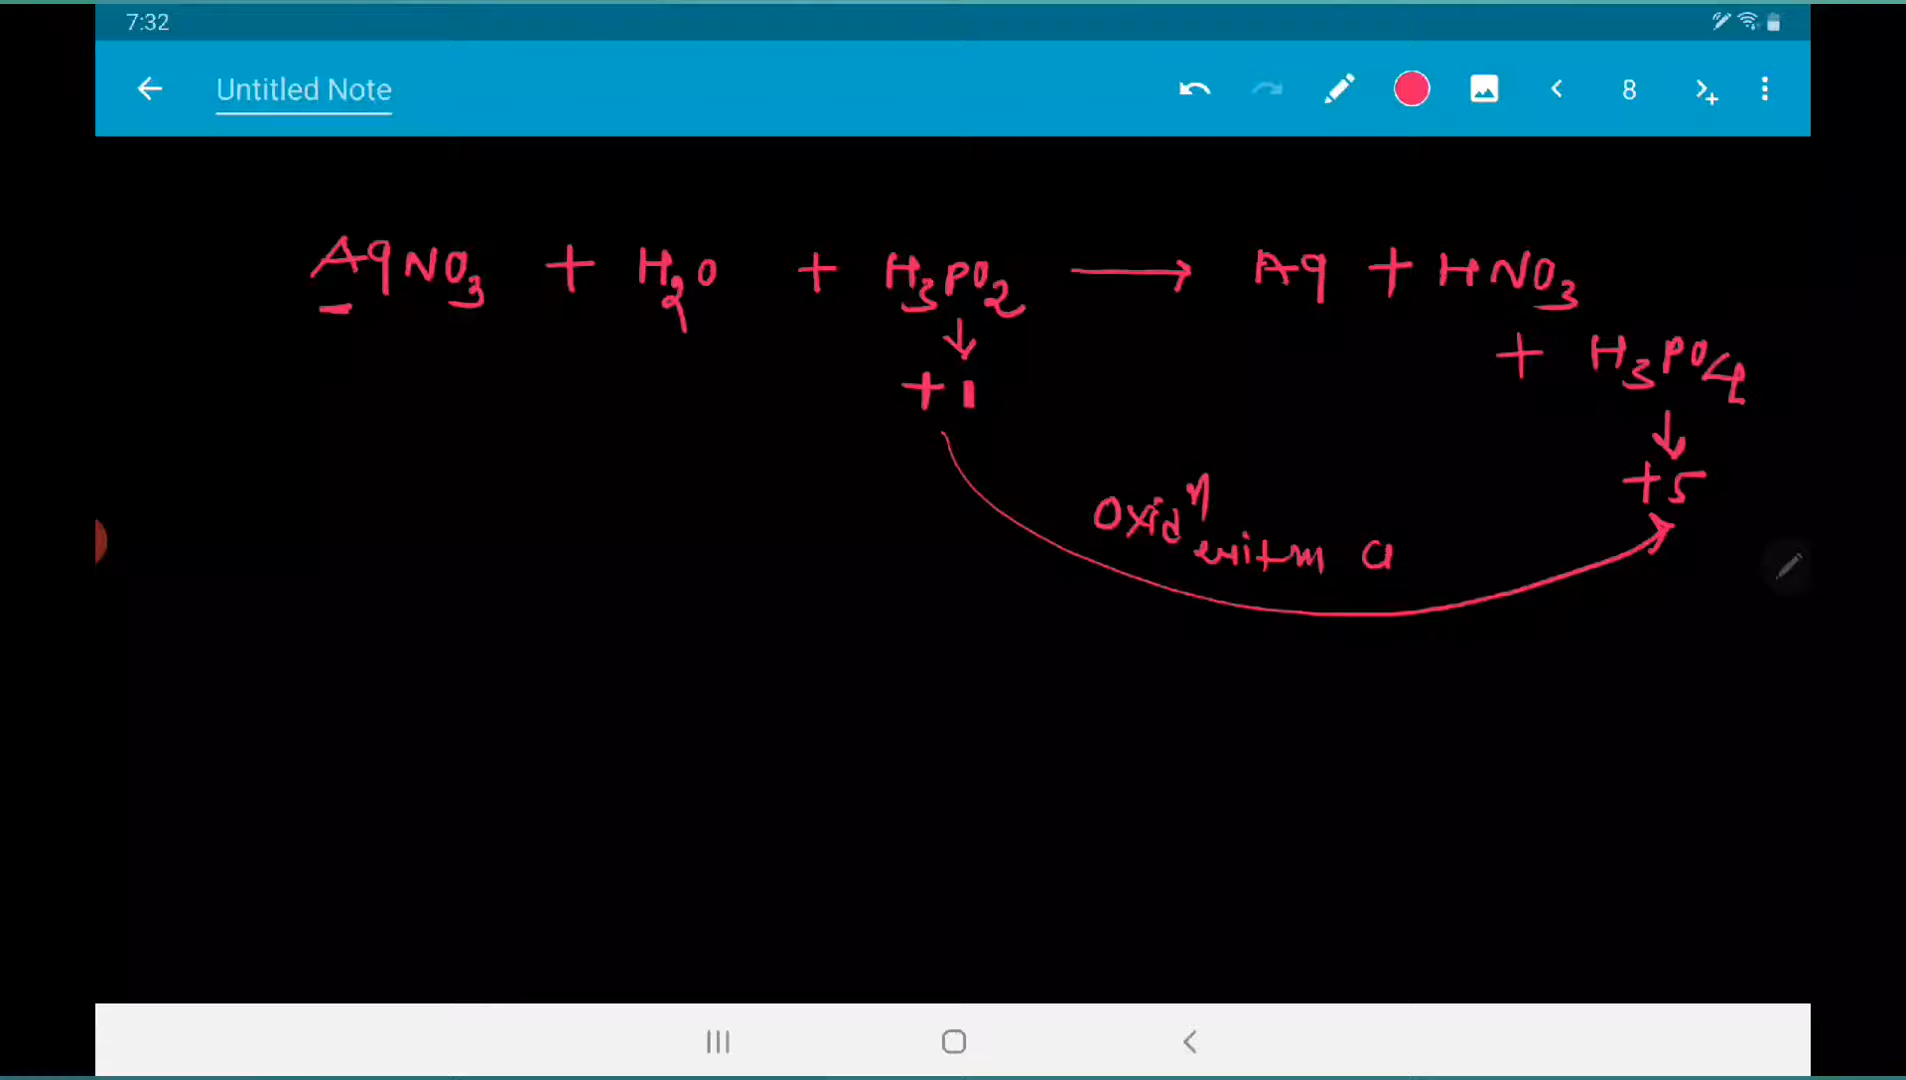 7:32
Untitled Note
8
AgNO₃ + H₂O + H₃PO₂ ⟶ Ag + HNO₃
+ H₃PO₄
↓
+1
↓
+5
Oxidⁿ